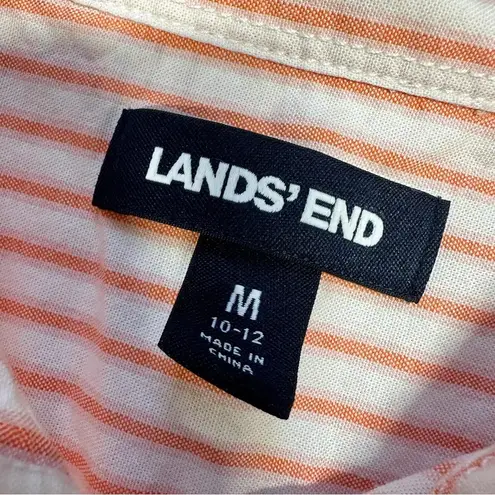 LANDS' END
M
10-12
MADE IN
CHINA